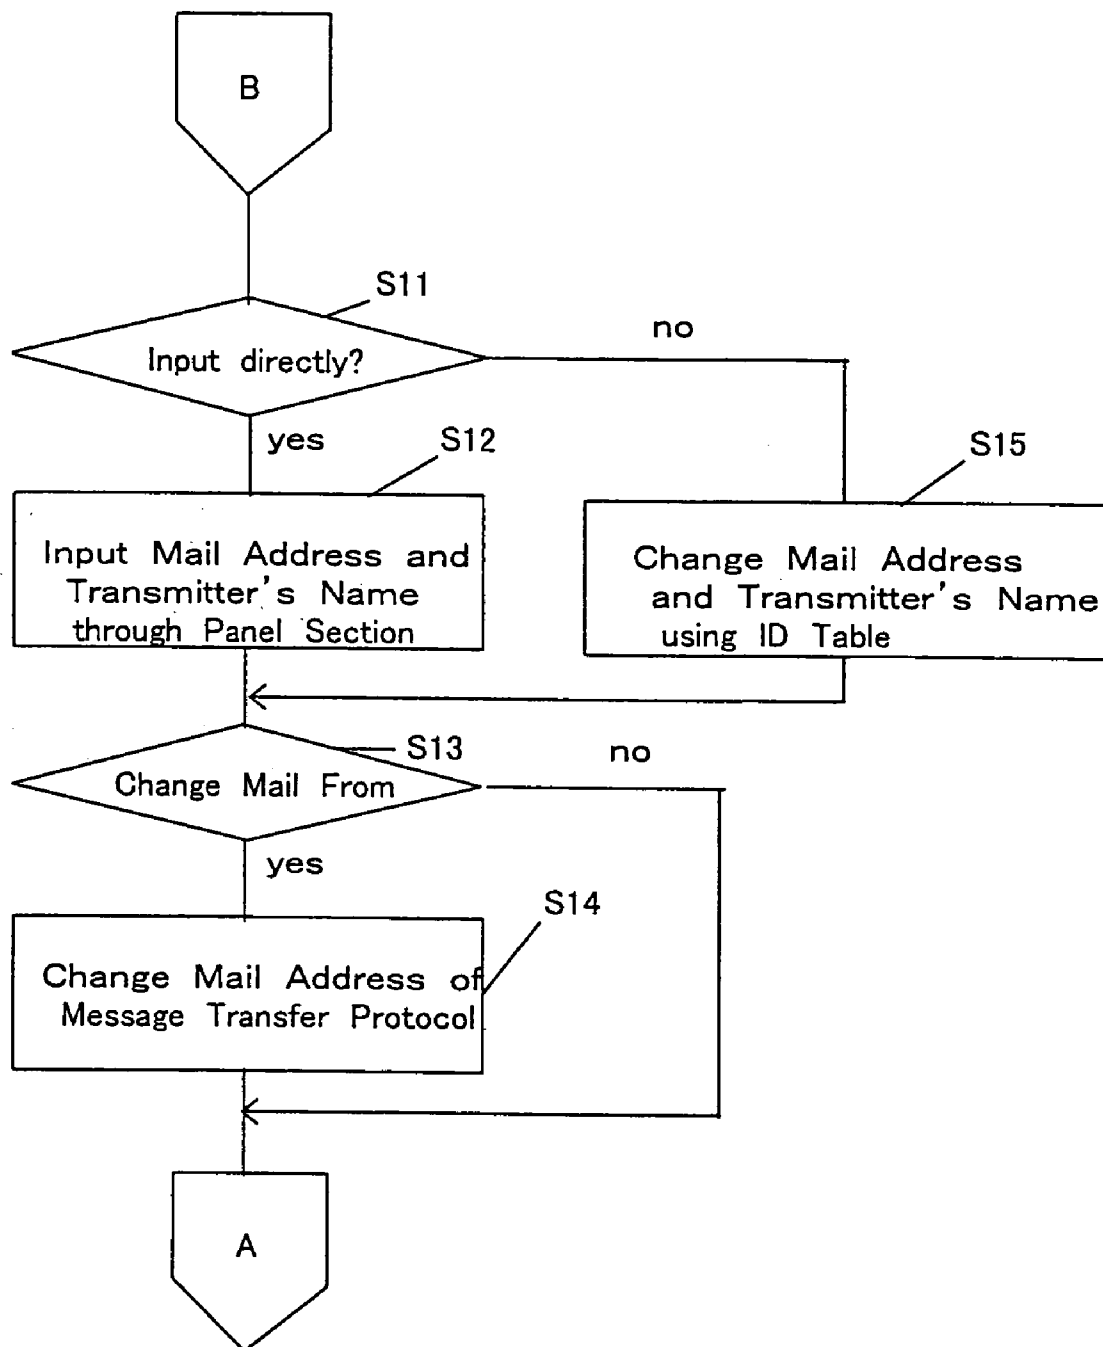 B
S11
Input directly?
no
yes
S12
S15
Input Mail Address and
Transmitter's Name
through Panel Section
Change Mail Address
and Transmitter's Name
using ID Table
S13
no
Change Mail From
yes
S14
Change Mail Address of
Message Transfer Protocol
A